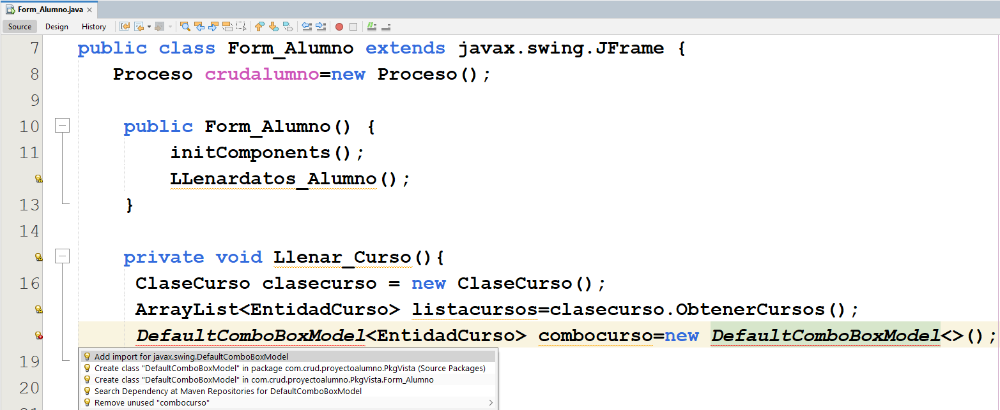 Form_Alumno.java
Source Design History
7 public class Form_Alumno extends javax.swing.JFrame {
8 Proceso crudalumno=new Proceso();
9
10 public Form_Alumno() {
11 initComponents();
LLenardatos_Alumno();
13 }
14
private void Llenar_Curso(){
16 ClaseCurso clasecurso = new ClaseCurso();
ArrayList<EntidadCurso> listacursos=clasecurso.ObtenerCursos();
DefaultComboBoxModel<EntidadCurso> combocurso=new DefaultComboBoxModel<>();
19
Add import for javax.swing.DefaultComboBoxModel
Create class "DefaultComboBoxModel" in package com.crud.proyectoalumno.PkgVista (Source Packages)
Create class "DefaultComboBoxModel" in com.crud.proyectoalumno.PkgVista.Form_Alumno
20
Search Dependency at Maven Repositories for DefaultComboBoxModel
Remove unused "combocurso"